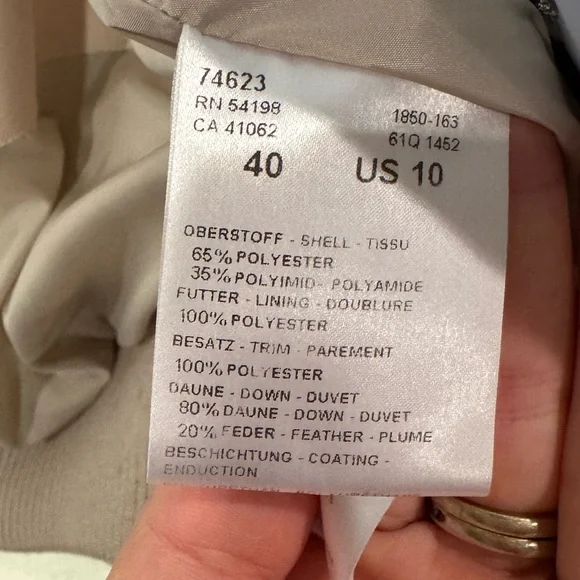 74623
RN 54198
CA 41062
1850-163
61Q 1452
40 US 10
OBERSTOFF - SHELL - TISSU
65% POLYESTER
35% POLYIMID - POLYAMIDE
FUTTER - LINING - DOUBLURE
100% POLYESTER
BESATZ - TRIM - PAREMENT
100% POLYESTER
DAUNE - DOWN - DUVET
80% DAUNE - DOWN - DUVET
20% FEDER - FEATHER - PLUME
BESCHICHTUNG - COATING -
ENDUCTION